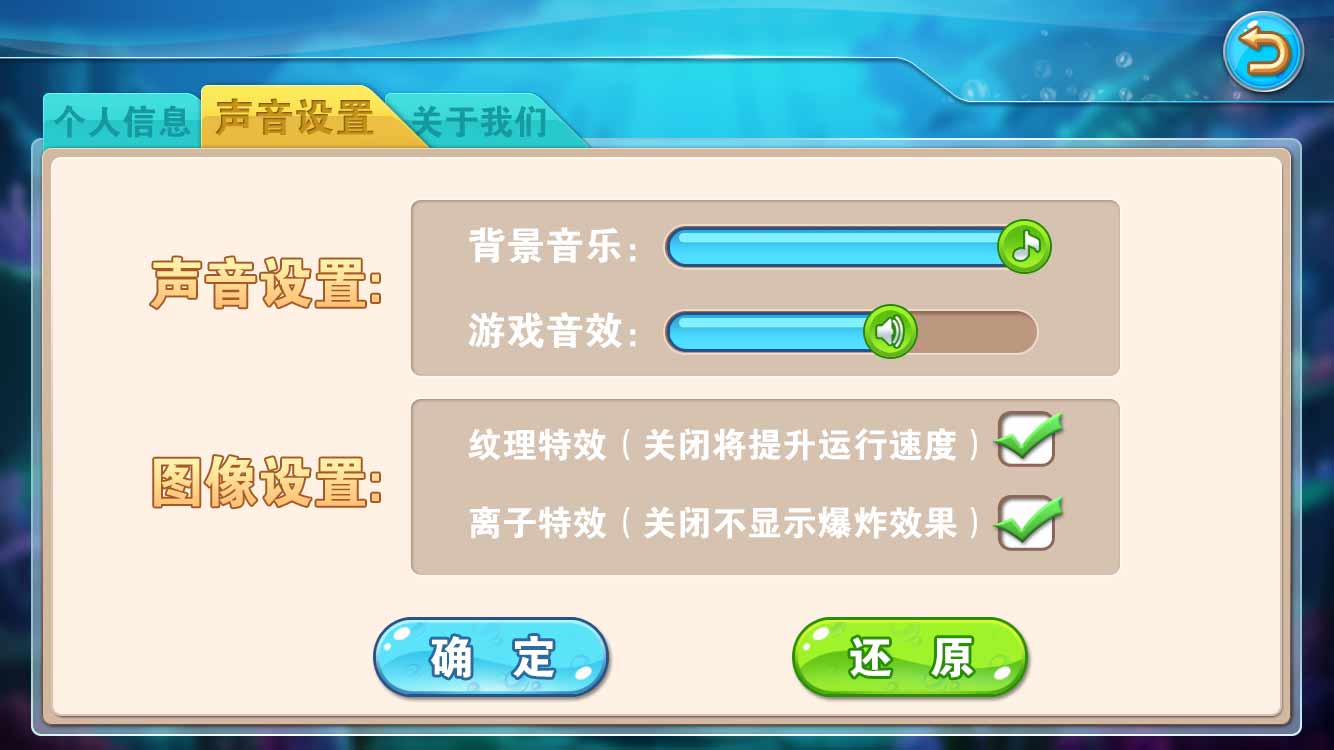 个人信息
声音设置
关于我们
声音设置:
背景音乐:
游戏音效:
图像设置:
纹理特效(关闭将提升运行速度)
离子特效(关闭不显示爆炸效果)
确 定
还 原